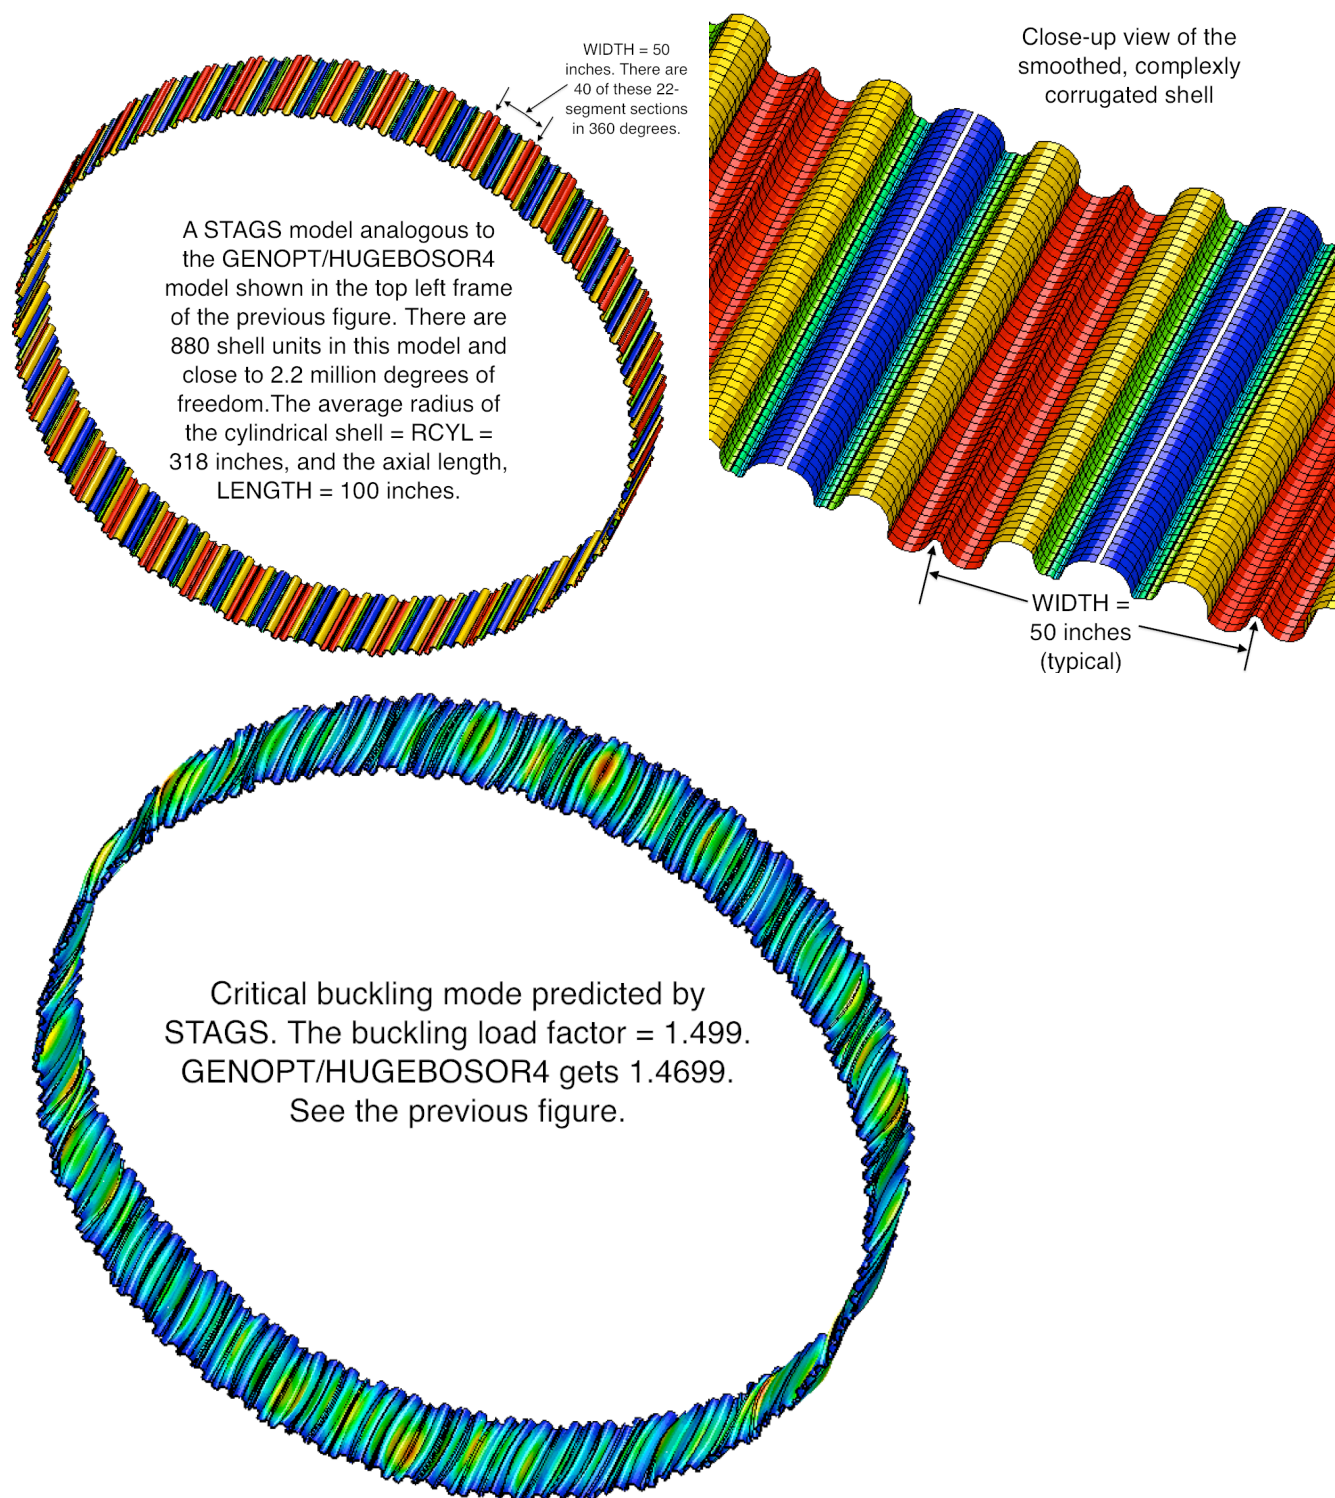 WIDTH = 50
inches. There are
40 of these 22-
segment sections
in 360 degrees.
A STAGS model analogous to
the GENOPT/HUGEBOSOR4
model shown in the top left frame
of the previous figure. There are
880 shell units in this model and
close to 2.2 million degrees of
freedom.The average radius of
the cylindrical shell = RCYL =
318 inches, and the axial length,
LENGTH = 100 inches.
Close-up view of the
smoothed, complexly
corrugated shell
WIDTH =
50 inches
(typical)
Critical buckling mode predicted by
STAGS. The buckling load factor = 1.499.
GENOPT/HUGEBOSOR4 gets 1.4699.
See the previous figure.